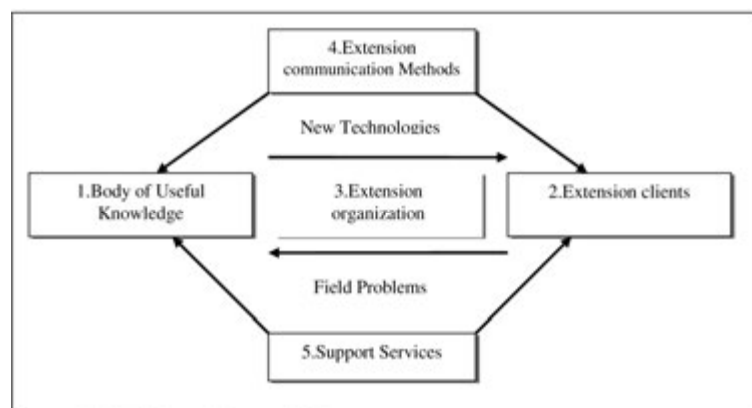 4.Extension
communication Methods
New Technologies
1.Body of Useful
Knowledge
3.Extension
organization
2.Extension clients
Field Problems
5.Support Services